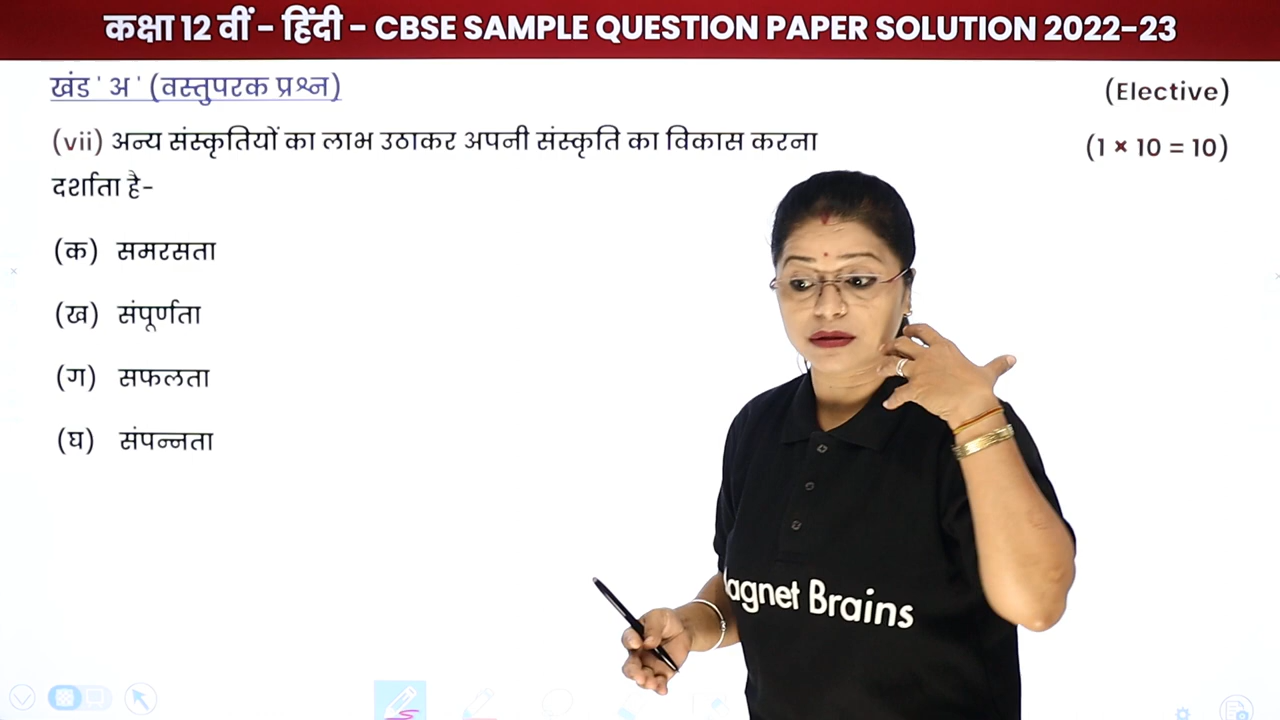 कक्षा 12 वीं - हिंदी - CBSE SAMPLE QUESTION PAPER SOLUTION 2022-23
खंड ' अ ' (वस्तुपरक प्रश्न)
(Elective)
(vii) अन्य संस्कृतियों का लाभ उठाकर अपनी संस्कृति का विकास करना
(1 × 10 = 10)
दर्शाता है-
(क) समरसता
(ख) संपूर्णता
(ग) सफलता
(घ) संपन्नता
agnet Brains